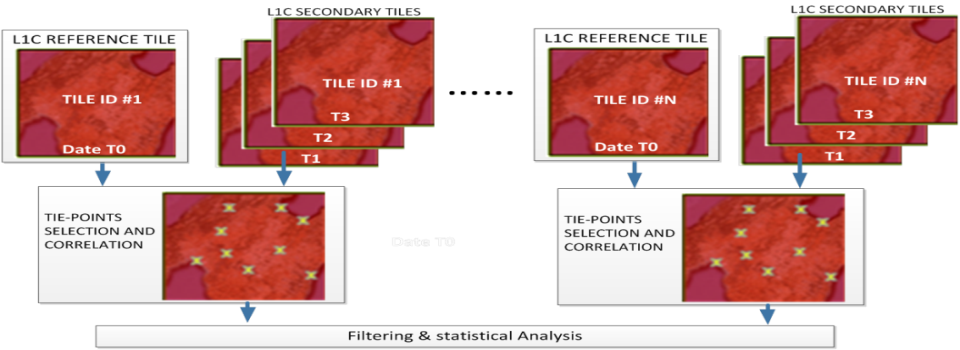 L1C SECONDARY TILES
L1C REFERENCE TILE
TILE ID #1
Date T0
TILE ID #1
T3
T2
T1
......
L1C SECONDARY TILES
L1C REFERENCE TILE
TILE ID #N
Date T0
TILE ID #N
T3
T2
T1
TIE-POINTS
SELECTION AND
CORRELATION
Date T0
TIE-POINTS
SELECTION AND
CORRELATION
Filtering & statistical Analysis